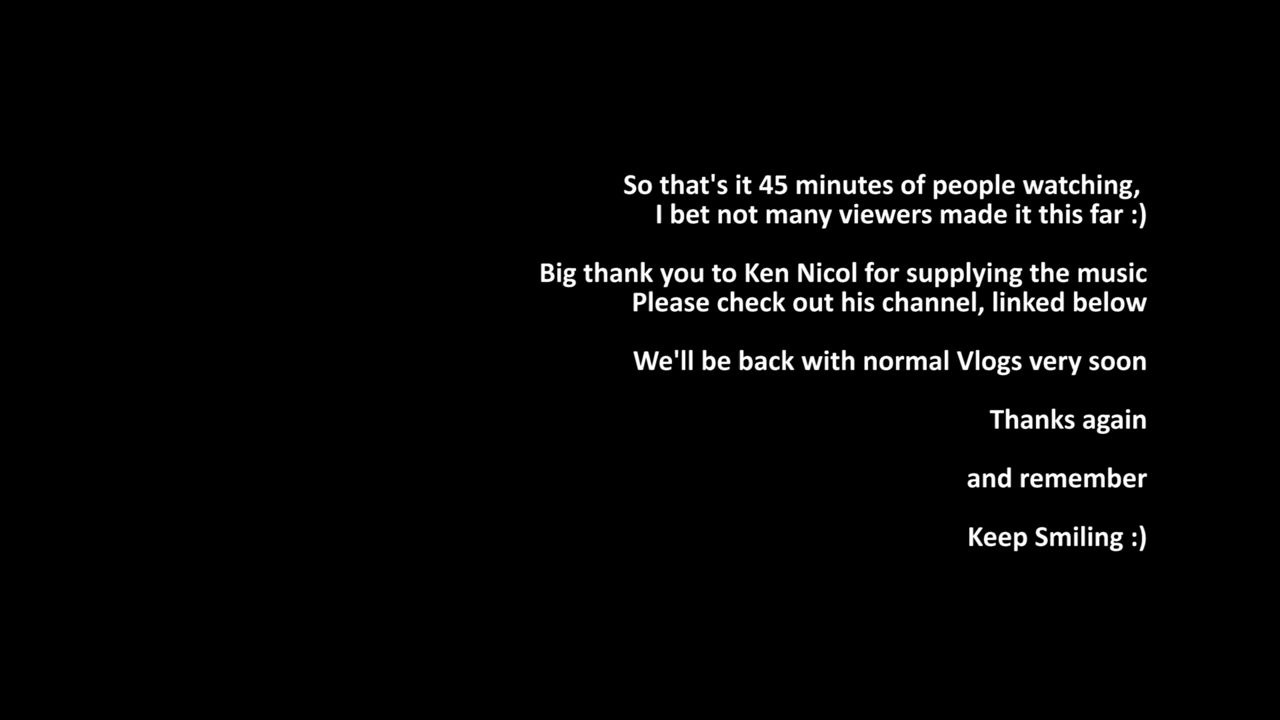 So that's it 45 minutes of people watching,
I bet not many viewers made it this far :)
Big thank you to Ken Nicol for supplying the music
Please check out his channel, linked below
We'll be back with normal Vlogs very soon
Thanks again
and remember
Keep Smiling :)